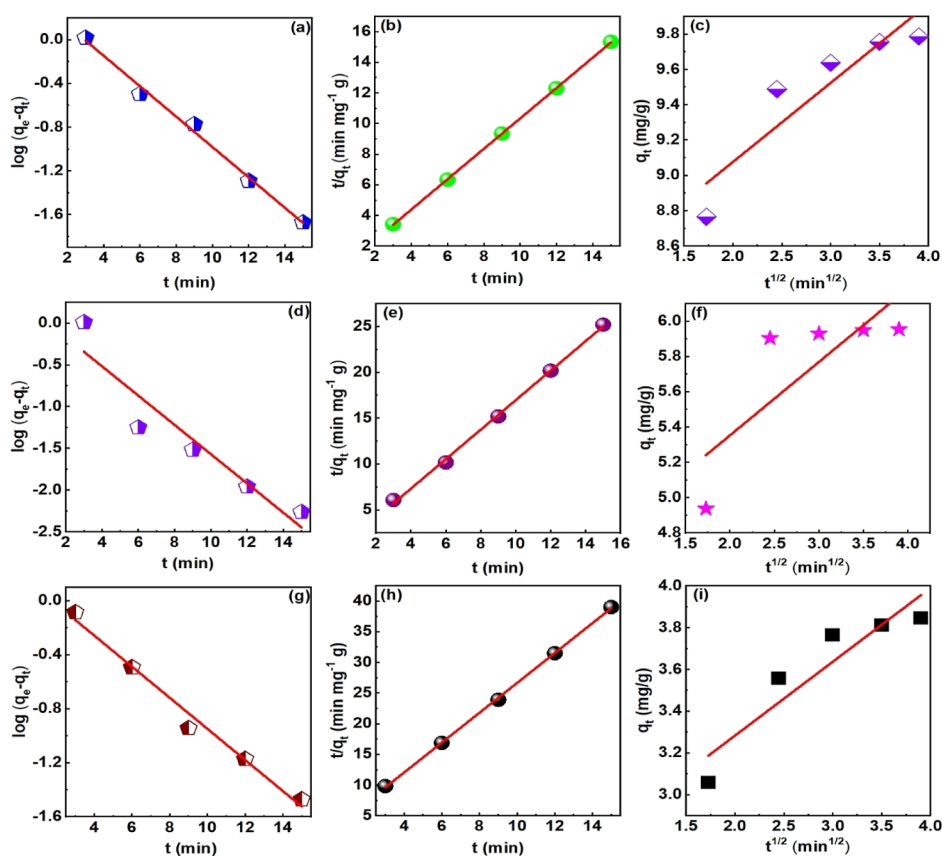 (a)
0.0
-0.4
-0.8
-1.2
-1.6
2 4 6 8 10 12 14
t (min)
log (qe-qt)
(b)
16
14
12
10
8
6
4
2
2 4 6 8 10 12 14 16
t (min)
t/qt (min mg-1 g)
(c)
9.8
9.6
9.4
9.2
9.0
8.8
8.6
1.5 2.0 2.5 3.0 3.5 4.0
t1/2 (min1/2)
qt (mg/g)
(d)
0.0
-0.5
-1.0
-1.5
-2.0
-2.5
2 4 6 8 10 12 14
t (min)
log (qe-qt)
(e)
25
20
15
10
5
2 4 6 8 10 12 14 16
t (min)
t/qt (min mg-1 g)
(f)
6.0
5.8
5.6
5.4
5.2
5.0
4.8
1.5 2.0 2.5 3.0 3.5 4.0
t1/2 (min1/2)
qt (mg/g)
(g)
0.0
-0.4
-0.8
-1.2
-1.6
4 6 8 10 12 14
t (min)
log (qe-qt)
(h)
40
35
30
25
20
15
10
5
4 6 8 10 12 14
t (min)
t/qt (min mg-1 g)
(i)
4.0
3.8
3.6
3.4
3.2
3.0
1.5 2.0 2.5 3.0 3.5 4.0
t1/2 (min1/2)
qt (mg/g)